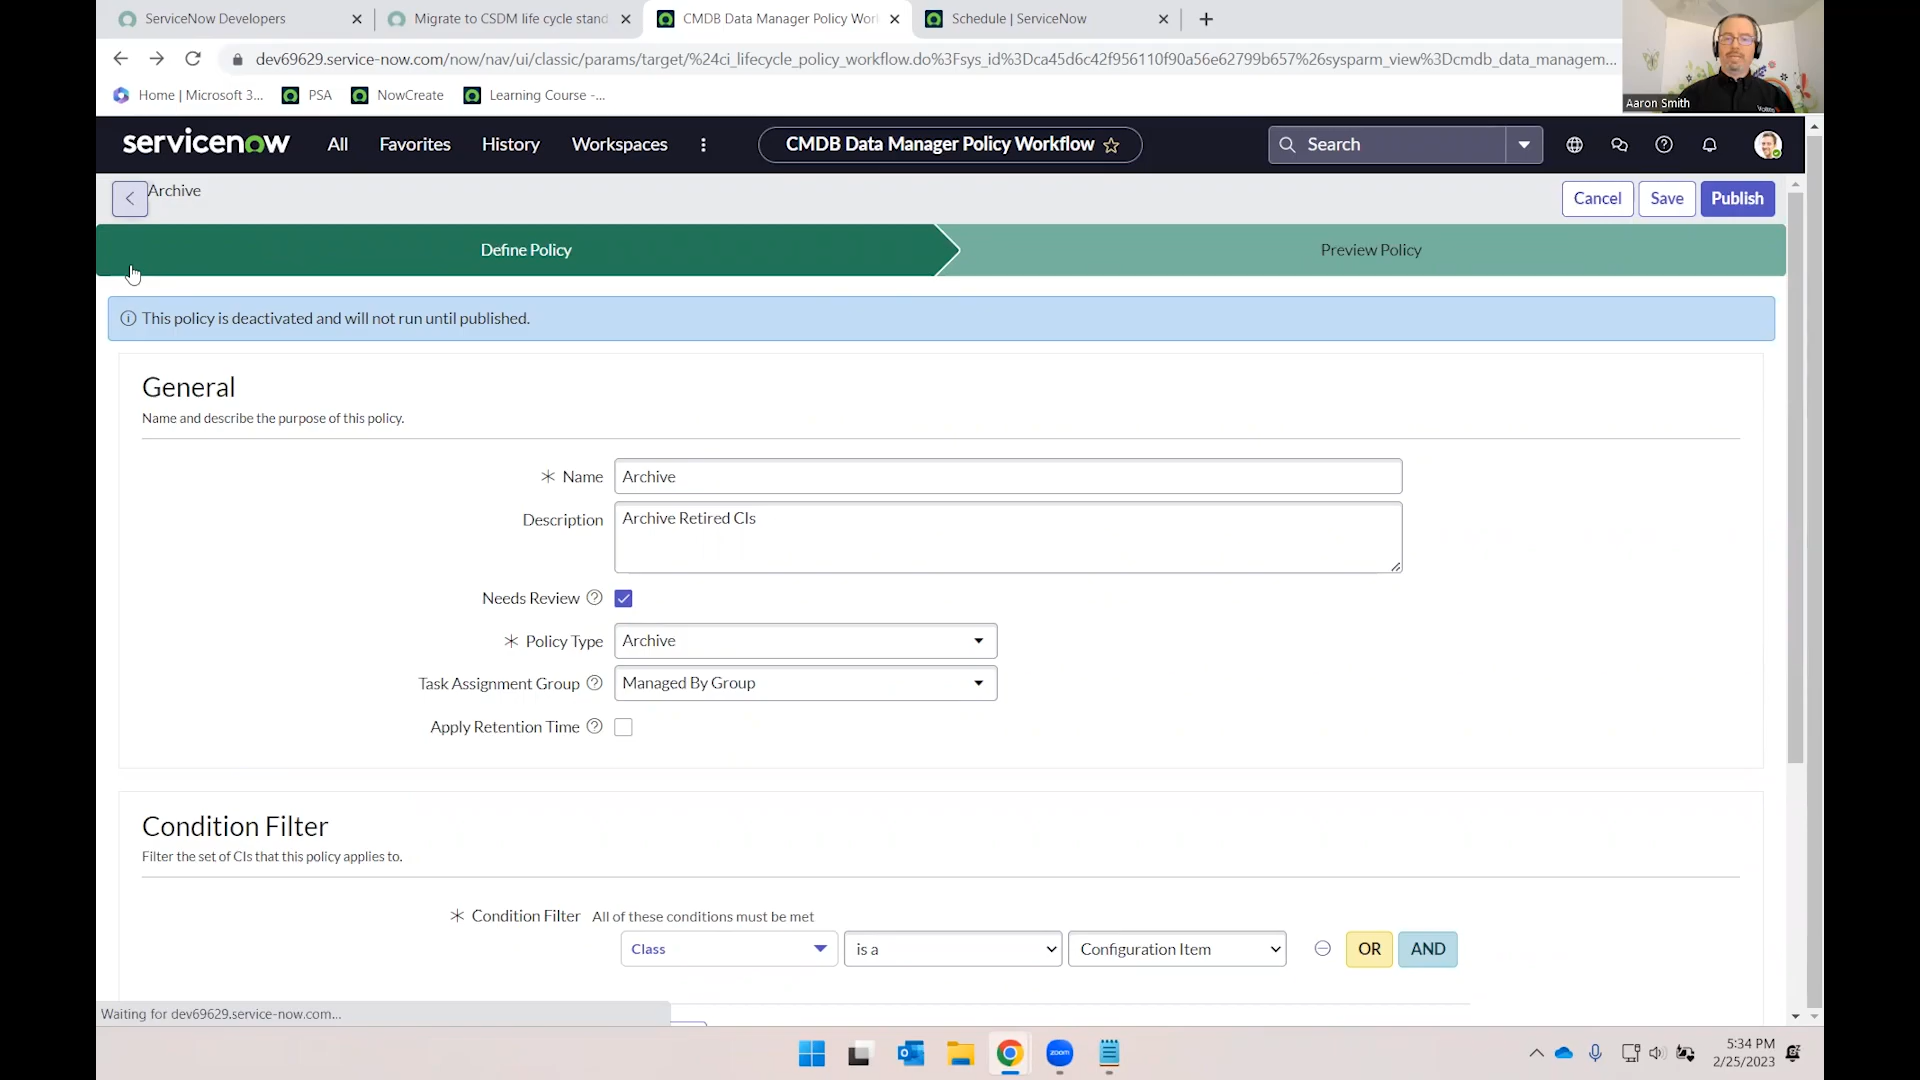 ServiceNow Developers
Migrate to CSDM life cycle stand
CMDB Data Manager Policy Wor
Schedule | ServiceNow
dev69629.service-now.com/now/nav/ui/classic/params/target/%24ci_lifecycle_policy_workflow.do%3Fsys_id%3Dca45d6c42f956110f90a56e62799b657%26sysparm_view%3Dcmdb_data_managem...
Home | Microsoft 3...
PSA
NowCreate
Learning Course -...
Aaron Smith
servicenow
All
Favorites
History
Workspaces
CMDB Data Manager Policy Workflow
Search
Archive
Cancel
Save
Publish
Define Policy
Preview Policy
This policy is deactivated and will not run until published.
General
Name and describe the purpose of this policy.
Name
Archive
Description
Archive Retired CIs
Needs Review
Policy Type
Archive
Task Assignment Group
Managed By Group
Apply Retention Time
Condition Filter
Filter the set of CIs that this policy applies to.
Condition Filter
All of these conditions must be met
Class
is a
Configuration Item
OR
AND
Waiting for dev69629.service-now.com...
zoom
5:34 PM
2/25/2023